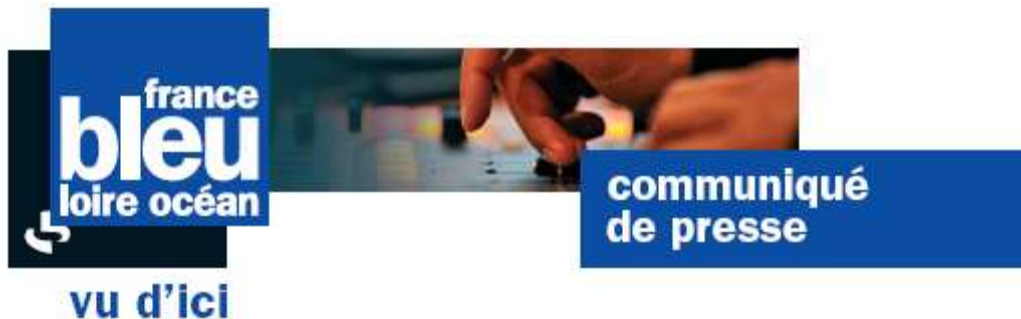 france
bleu
loire océan
vu d'ici
communiqué
de presse